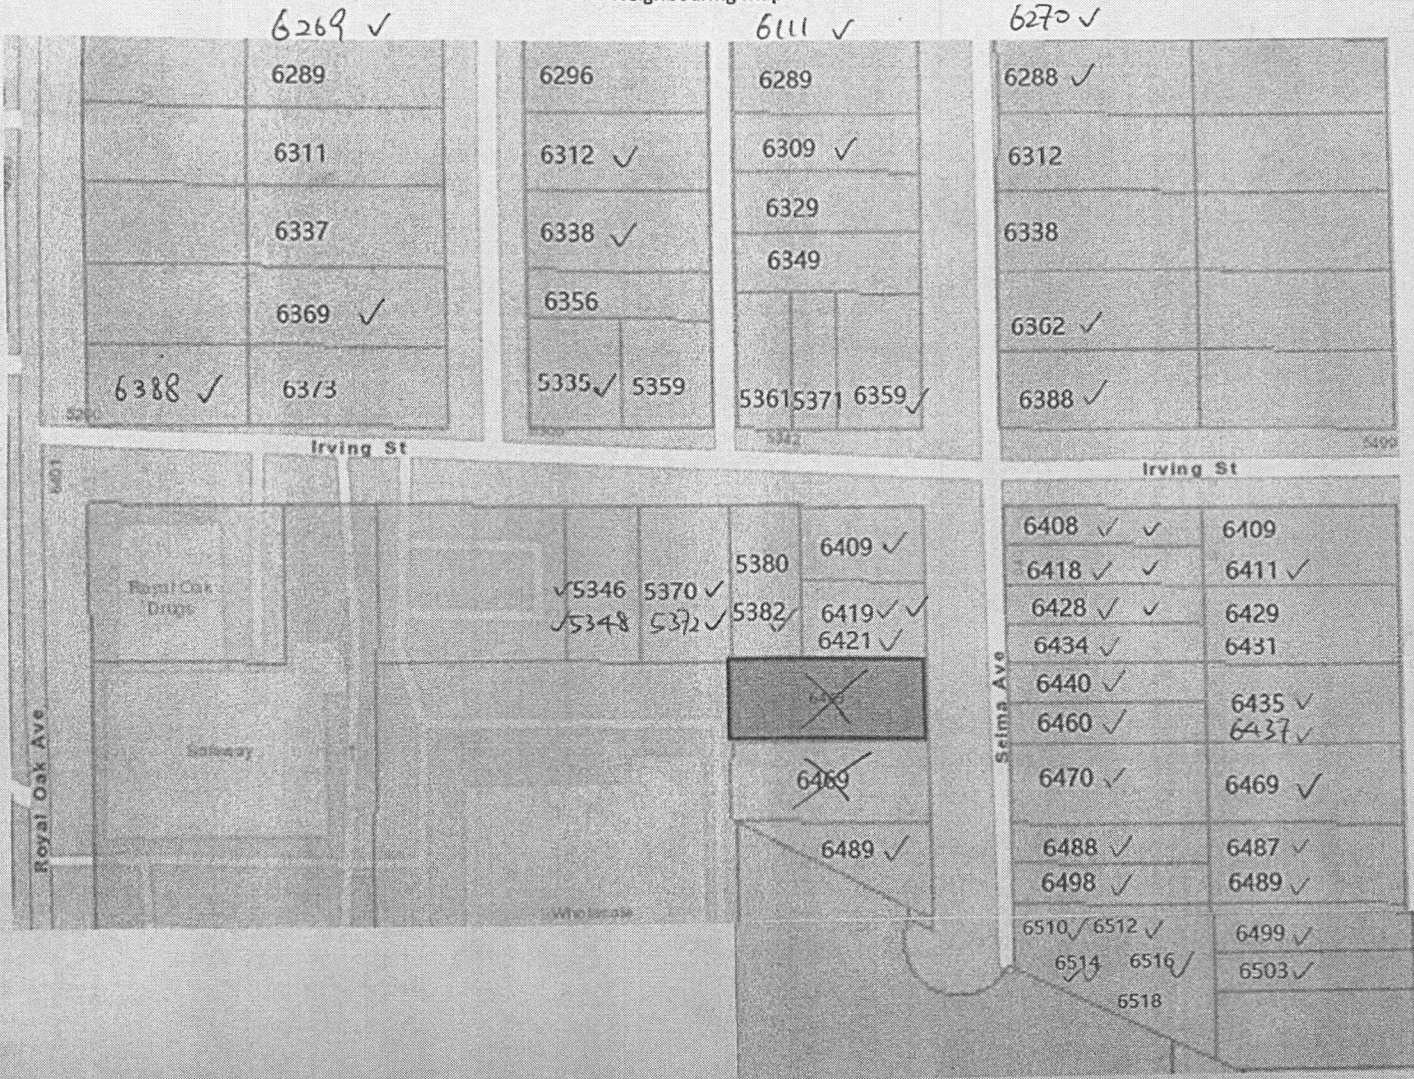 6269 ✓ 6111 ✓ 6270 ✓
6289 6296 6289 6288 ✓
6311 6312 ✓ 6309 ✓ 6312
6337 6338 ✓ 6329 6338
6349
6369 ✓ 6356 6362 ✓
6388 ✓ 6373 5335 ✓ 5359 5361 5371 6359 ✓ 6388 ✓
5342 5499
Irving St Irving St
6401
6408 ✓ ✓ 6409
6409 ✓
5380 6418 ✓ ✓ 6411 ✓
Royal Oak
Drugs
✓ 5346 5370 ✓
✓ 5348 5372 ✓ 5382 ✓ 6419 ✓ ✓ 6428 ✓ ✓ 6429
6421 ✓ 6434 ✓ 6431
6440 ✓
6435 ✓
6460 ✓ 6437 ✓
Selma Ave
Safeway
Royal Oak Ave
6469 6470 ✓ 6469 ✓
6489 ✓ 6488 ✓ 6487 ✓
6498 ✓ 6489 ✓
Wholesale
6510 ✓ 6512 ✓ 6499 ✓
6514 ✓ 6516 ✓ 6503 ✓
6518